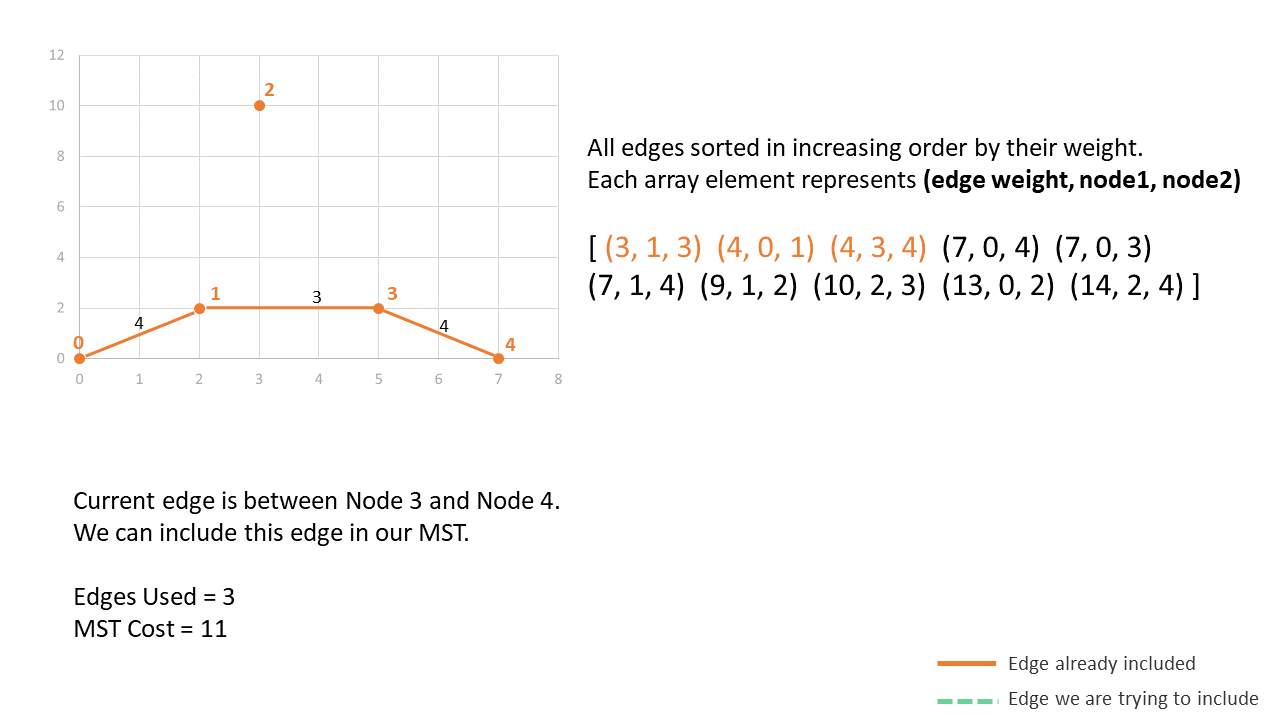 12
10
8
6
4
2
0
0 1 2 3 4 5 6 7 8
2
1
3
3
0
4
4
4
All edges sorted in increasing order by their weight.
Each array element represents (edge weight, node1, node2)
[ (3, 1, 3) (4, 0, 1) (4, 3, 4) (7, 0, 4) (7, 0, 3)
(7, 1, 4) (9, 1, 2) (10, 2, 3) (13, 0, 2) (14, 2, 4) ]
Current edge is between Node 3 and Node 4.
We can include this edge in our MST.
Edges Used = 3
MST Cost = 11
Edge already included
Edge we are trying to include